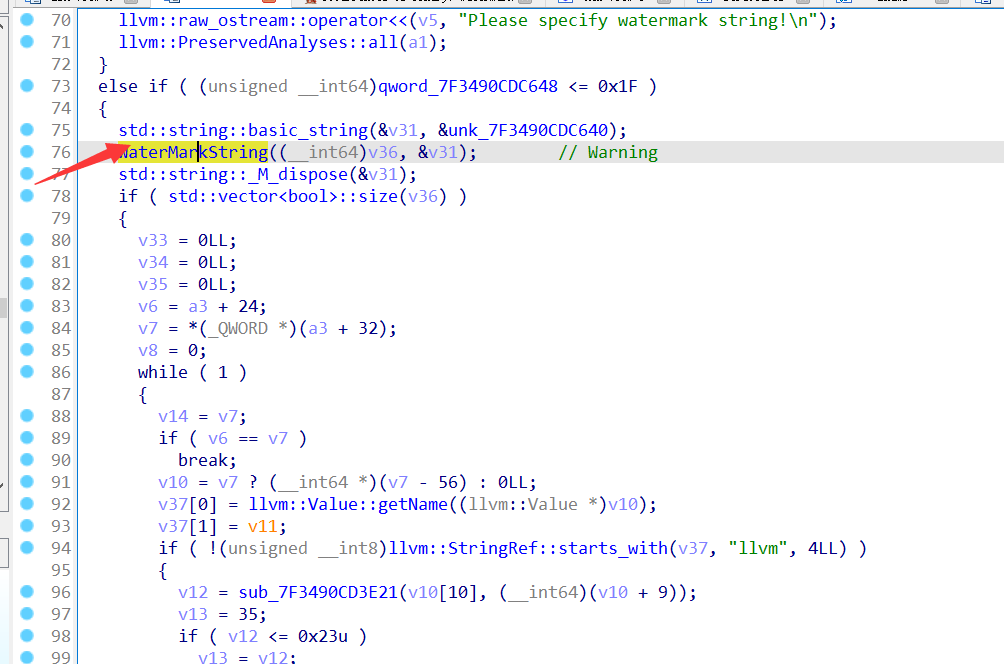 70 llvm::raw_ostream::operator<<(v5, "Please specify watermark string!\n");
71 llvm::PreservedAnalyses::all(a1);
72 }
73 else if ( (unsigned __int64)qword_7F3490CDC648 <= 0x1F )
74 {
75 std::string::basic_string(&v31, &unk_7F3490CDC640);
76 WaterMarkString((__int64)v36, &v31); // Warning
77 std::string::_M_dispose(&v31);
78 if ( std::vector<bool>::size(v36) )
79 {
80 v33 = 0LL;
81 v34 = 0LL;
82 v35 = 0LL;
83 v6 = a3 + 24;
84 v7 = *(_QWORD *)(a3 + 32);
85 v8 = 0;
86 while ( 1 )
87 {
88 v14 = v7;
89 if ( v6 == v7 )
90 break;
91 v10 = v7 ? (__int64 *)(v7 - 56) : 0LL;
92 v37[0] = llvm::Value::getName((llvm::Value *)v10);
93 v37[1] = v11;
94 if ( !(unsigned __int8)llvm::StringRef::starts_with(v37, "llvm", 4LL) )
95 {
96 v12 = sub_7F3490CD3E21(v10[10], (__int64)(v10 + 9));
97 v13 = 35;
98 if ( v12 <= 0x23u )
99 v13 = v12;